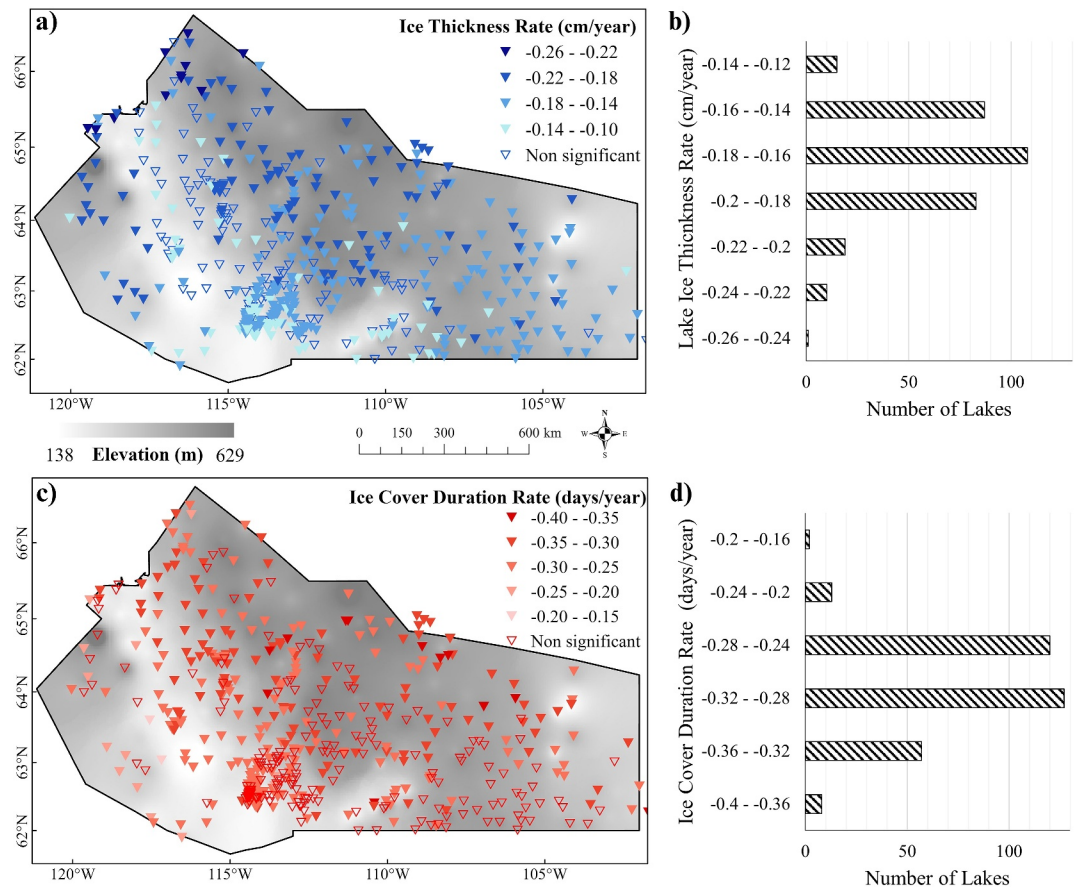 a)
Ice Thickness Rate (cm/year)
-0.26 - -0.22
-0.22 - -0.18
-0.18 - -0.14
-0.14 - -0.10
Non significant
66°N
65°N
64°N
63°N
62°N
120°W
115°W
110°W
105°W
138 Elevation (m) 629
0 150 300 600 km
N
W E
S
b)
Lake Ice Thicnkness Rate (cm/year)
-0.14 - -0.12
-0.16 - -0.14
-0.18 - -0.16
-0.2 - -0.18
-0.22 - -0.2
-0.24 - -0.22
-0.26 - -0.24
0 50 100
Number of Lakes
c)
Ice Cover Duration Rate (days/year)
-0.40 - -0.35
-0.35 - -0.30
-0.30 - -0.25
-0.25 - -0.20
-0.20 - -0.15
Non significant
66°N
65°N
64°N
63°N
62°N
120°W
115°W
110°W
105°W
d)
Ice Cover Duration Rate (days/year)
-0.2 - -0.16
-0.24 - -0.2
-0.28 - -0.24
-0.32 - -0.28
-0.36 - -0.32
-0.4 - -0.36
0 50 100
Number of Lakes